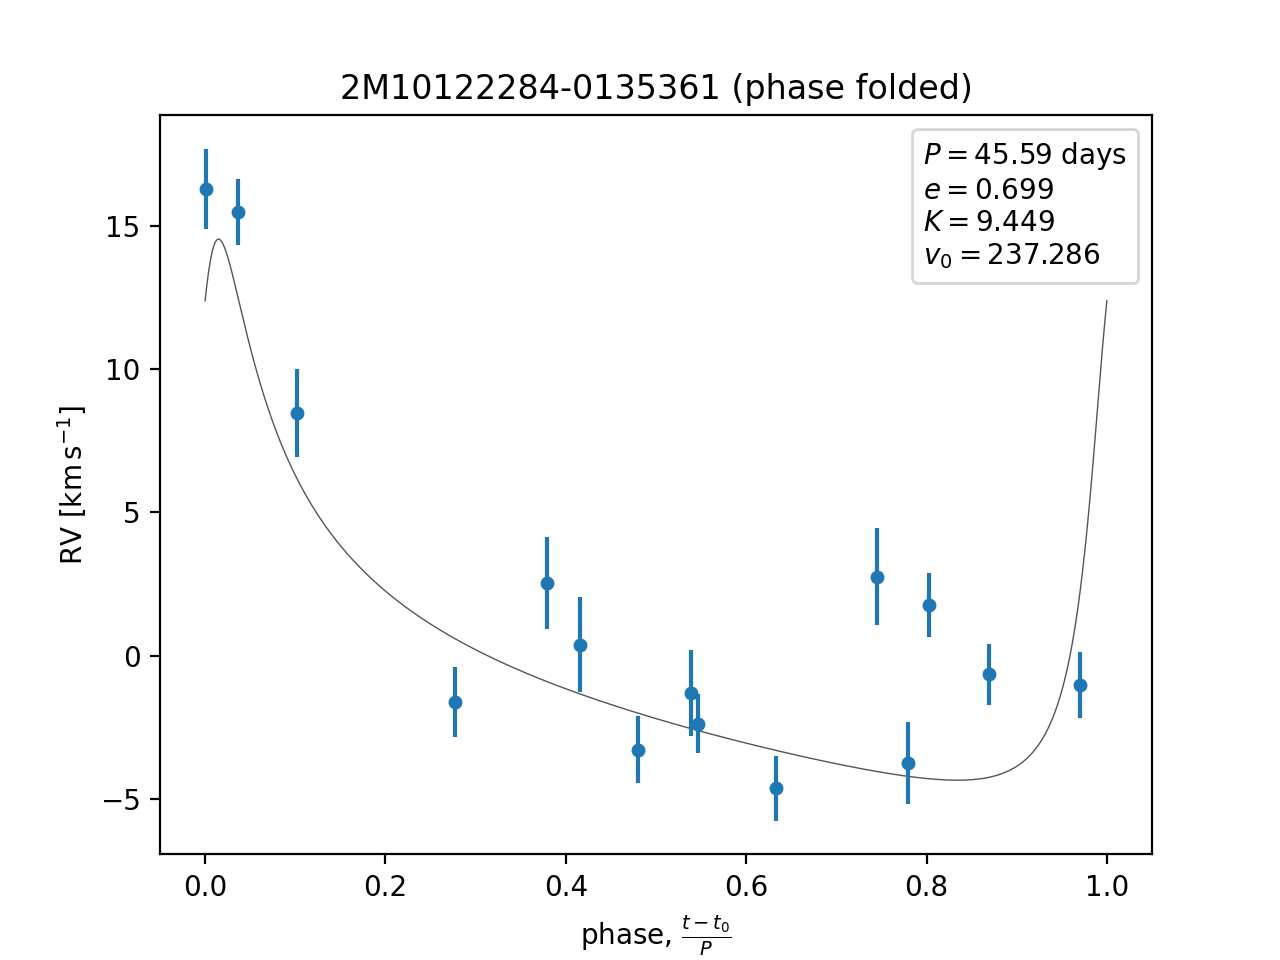 2M10122284-0135361 (phase folded)
P = 45.59 days
e = 0.699
K = 9.449
v₀ = 237.286
15
10
5
0
−5
RV [km s⁻¹]
0.0 0.2 0.4 0.6 0.8 1.0
phase, (t − t₀)/P